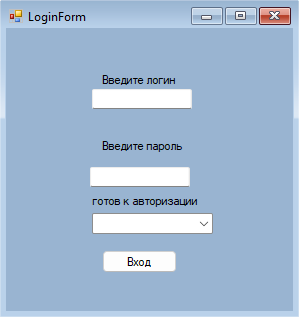 LoginForm
Введите логин
Введите пароль
готов к авторизации
Вход